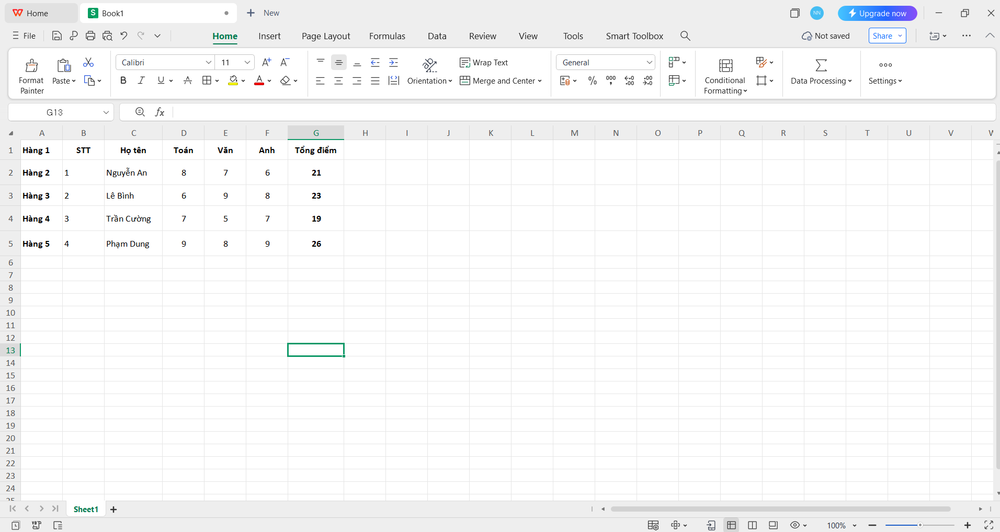 Home
Book1
New
NN
Upgrade now
File
Home Insert Page Layout Formulas Data Review View Tools Smart Toolbox
Not saved
Share
Format Painter
Paste
Calibri
11
Wrap Text
Orientation
Merge and Center
General
Conditional Formatting
Data Processing
Settings
G13
fx
A B C D E F G H I J K L M N O P Q R S T U V W
1 Hàng 1 STT Họ tên Toán Văn Anh Tổng điểm
2 Hàng 2 1 Nguyễn An 8 7 6 21
3 Hàng 3 2 Lê Bình 6 9 8 23
4 Hàng 4 3 Trần Cường 7 5 7 19
5 Hàng 5 4 Phạm Dung 9 8 9 26
6
7
8
9
10
11
12
13
14
15
16
17
18
19
20
21
22
23
24
25
Sheet1
100%